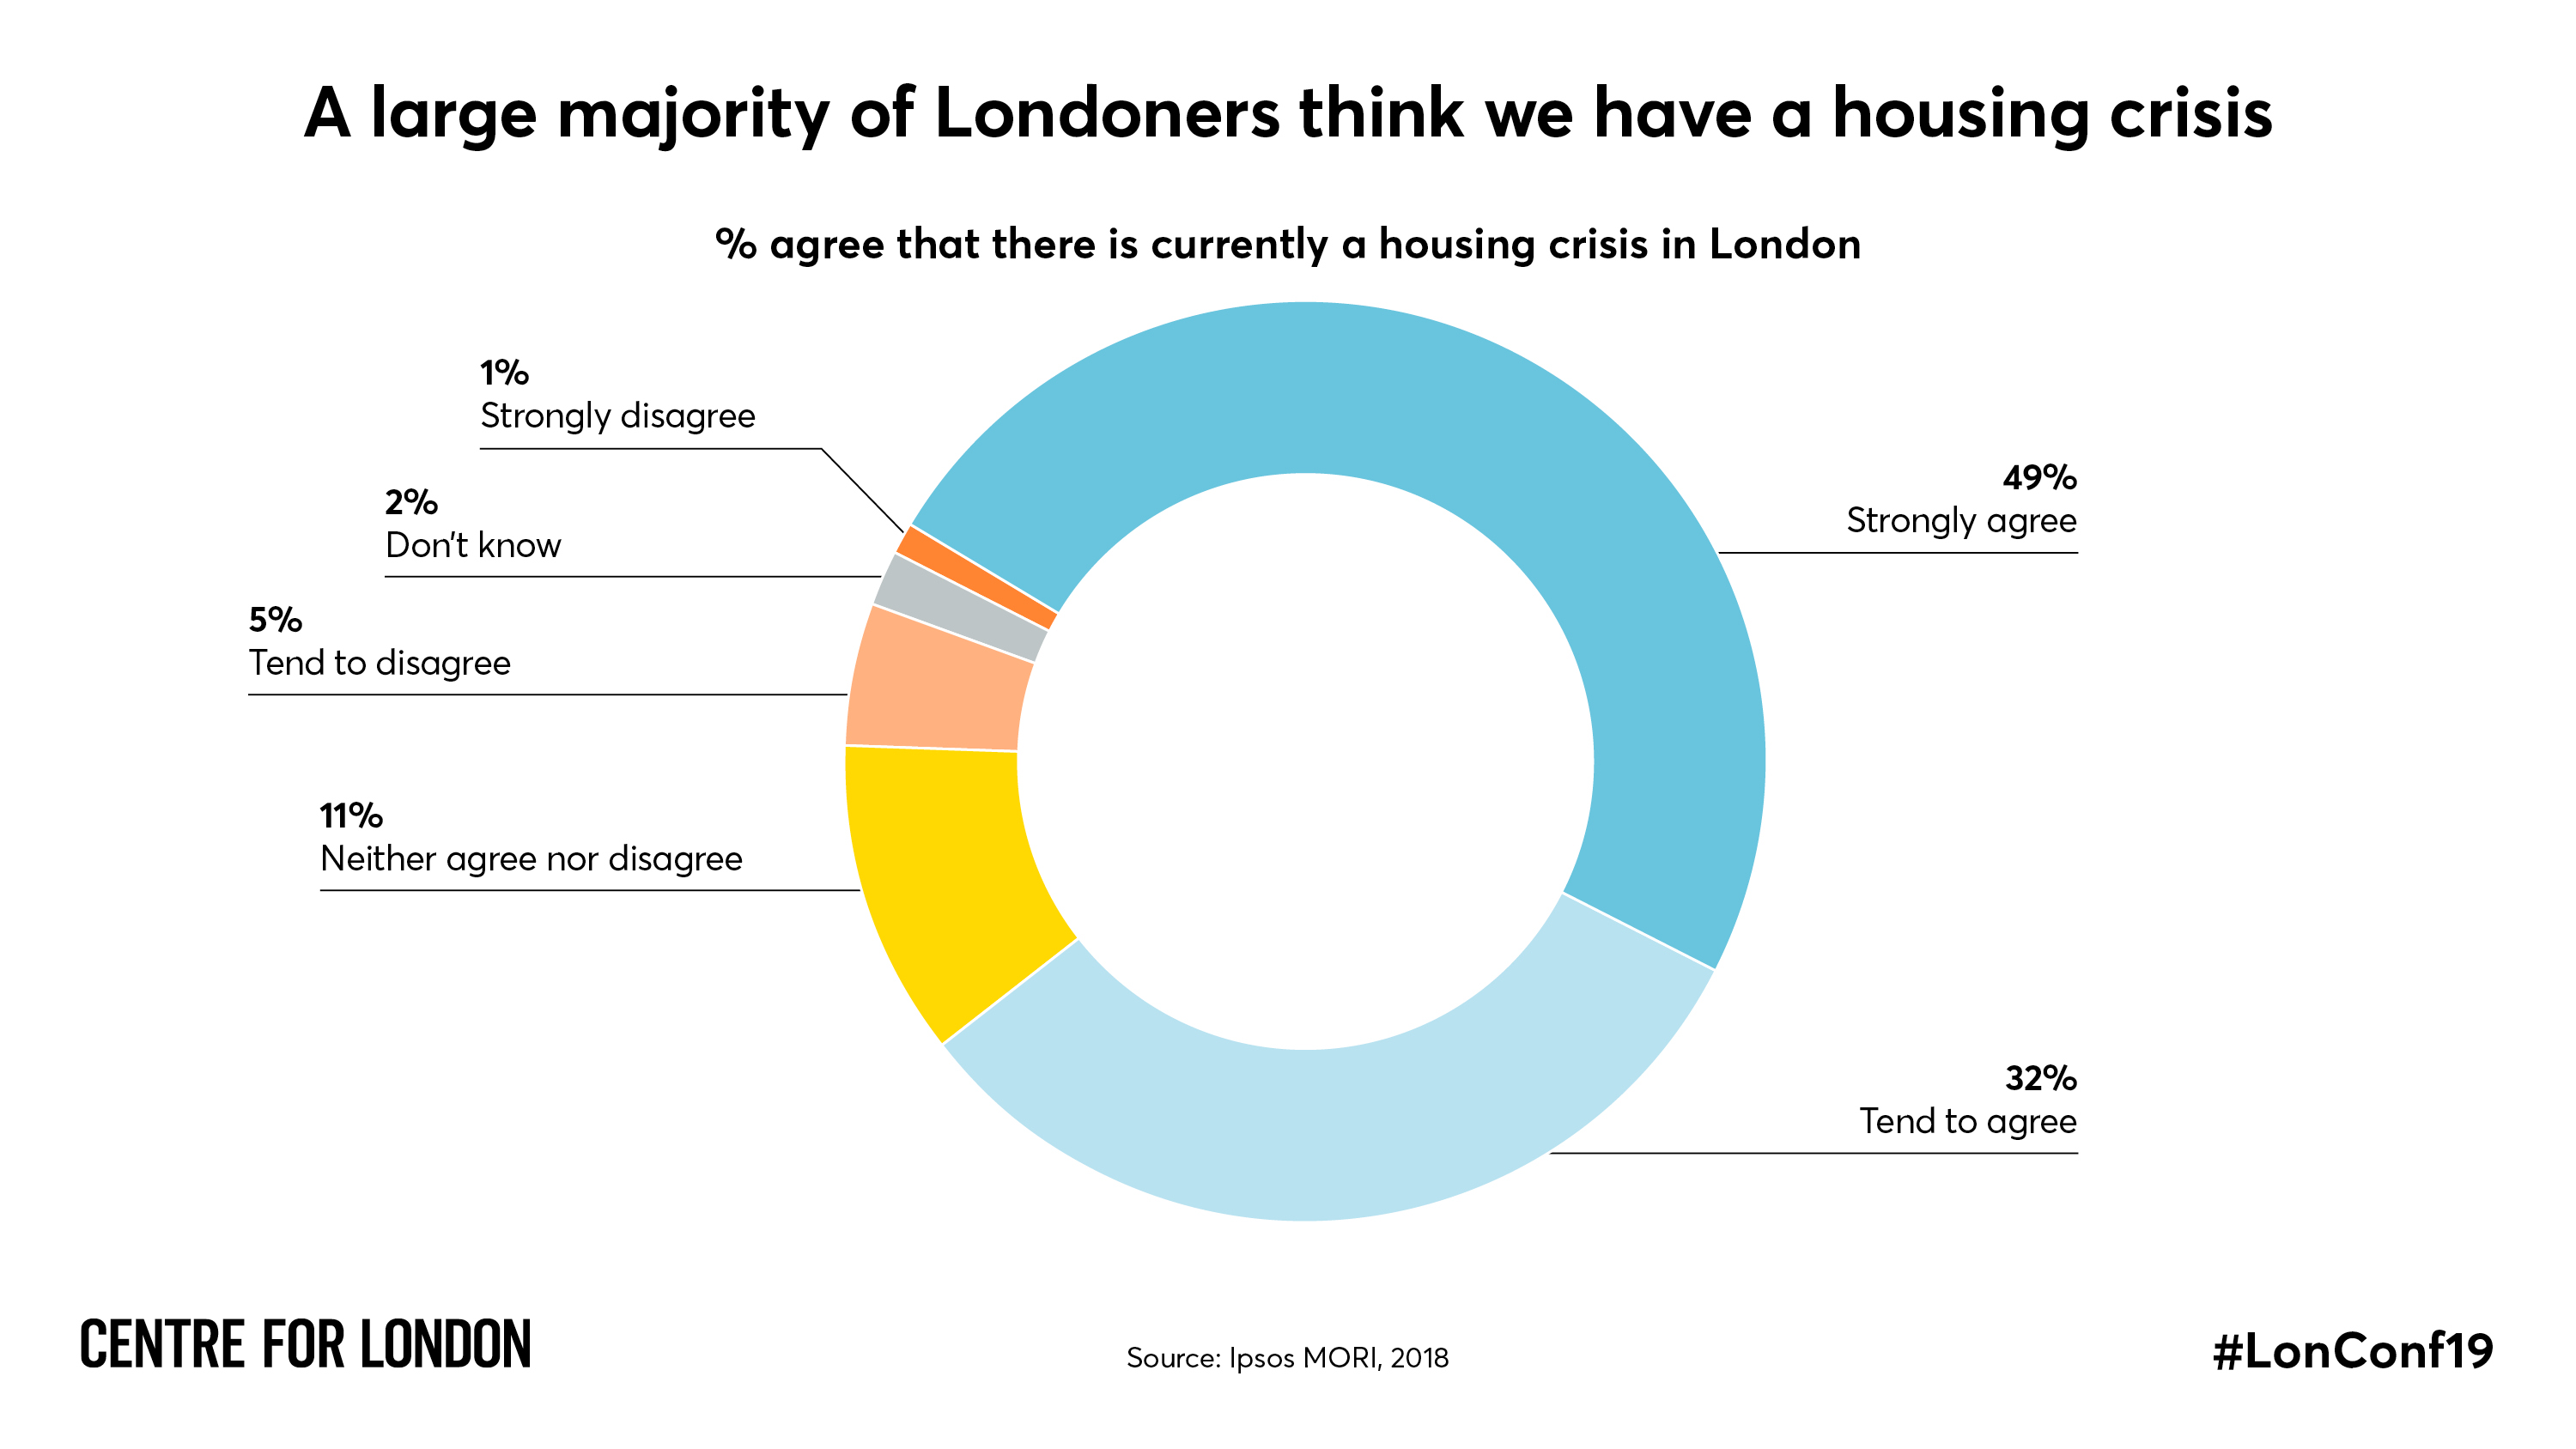 A large majority of Londoners think we have a housing crisis
% agree that there is currently a housing crisis in London
1%
Strongly disagree
2%
Don't know
5%
Tend to disagree
11%
Neither agree nor disagree
49%
Strongly agree
32%
Tend to agree
CENTRE FOR LONDON
Source: Ipsos MORI, 2018
#LonConf19